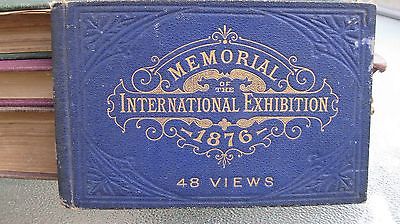 MEMORIAL
OF THE
INTERNATIONAL EXHIBITION
1876
48 VIEWS